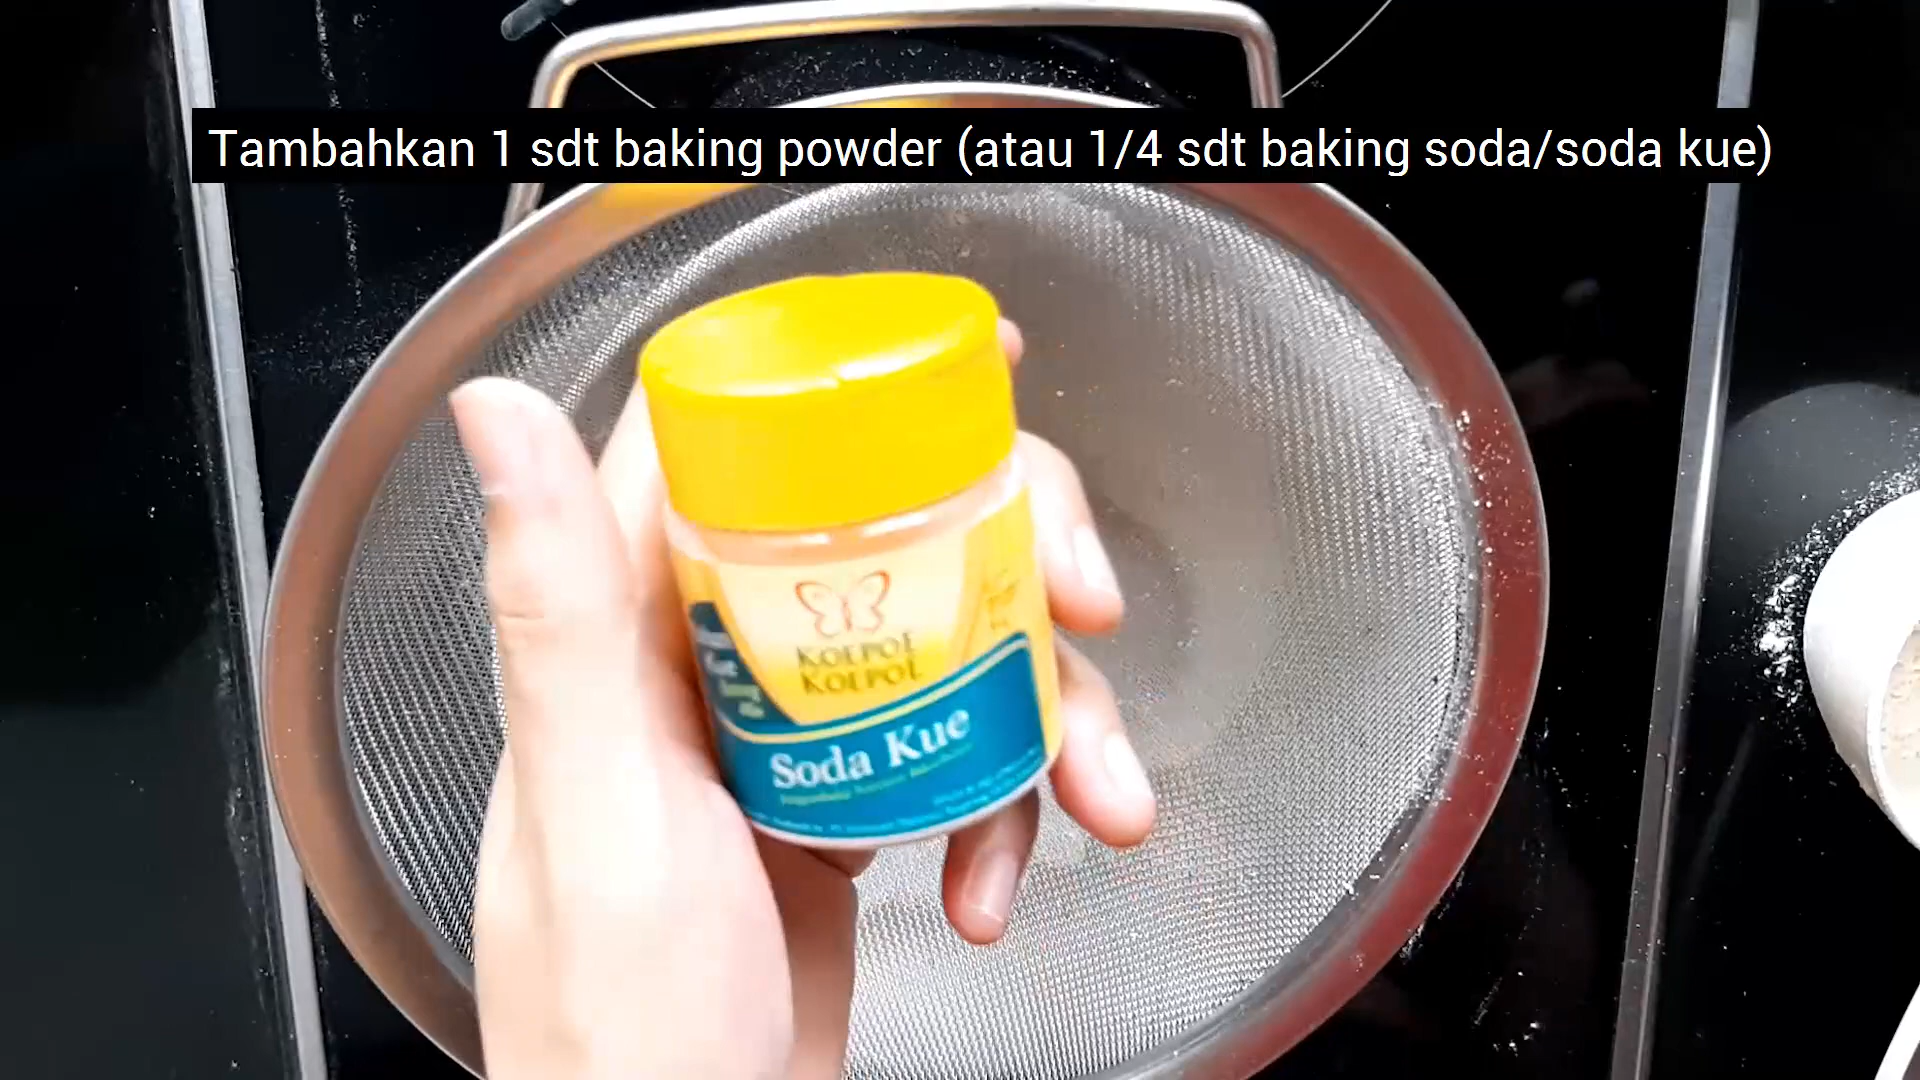 Tambahkan 1 sdt baking powder (atau 1/4 sdt baking soda/soda kue)
KOEPOE
KOEPOE
Soda Kue